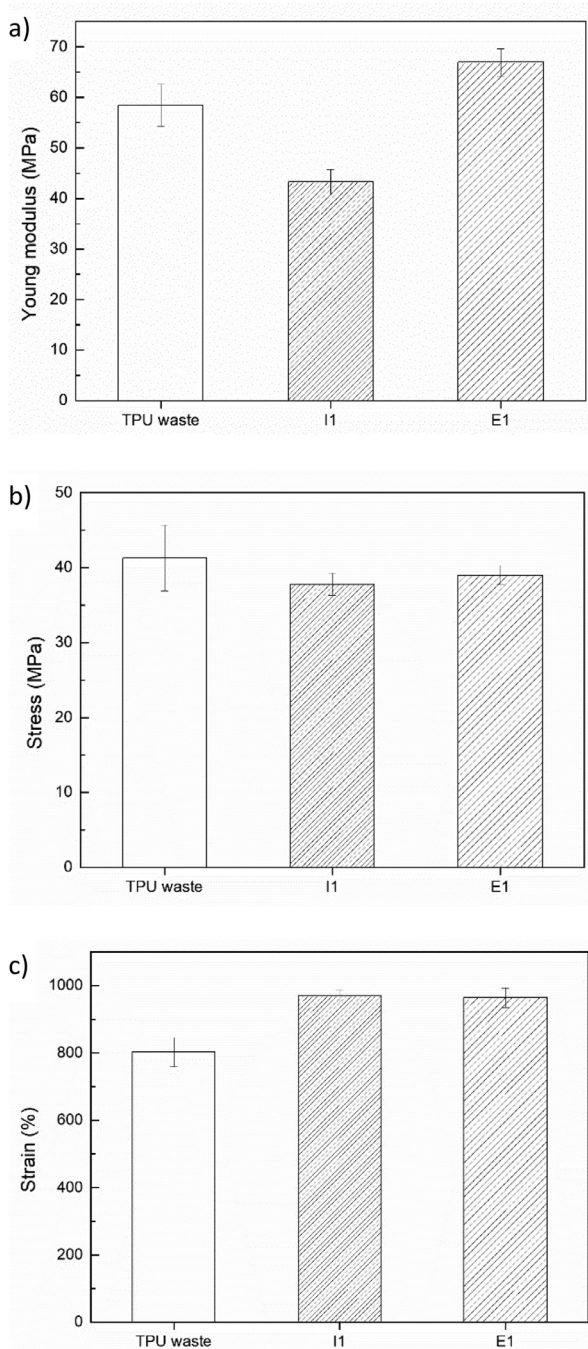 a)
Young modulus (MPa)
70
60
50
40
30
20
10
0
TPU waste I1 E1
b)
Stress (MPa)
50
40
30
20
10
0
TPU waste I1 E1
c)
Strain (%)
1000
800
600
400
200
0
TPU waste I1 E1